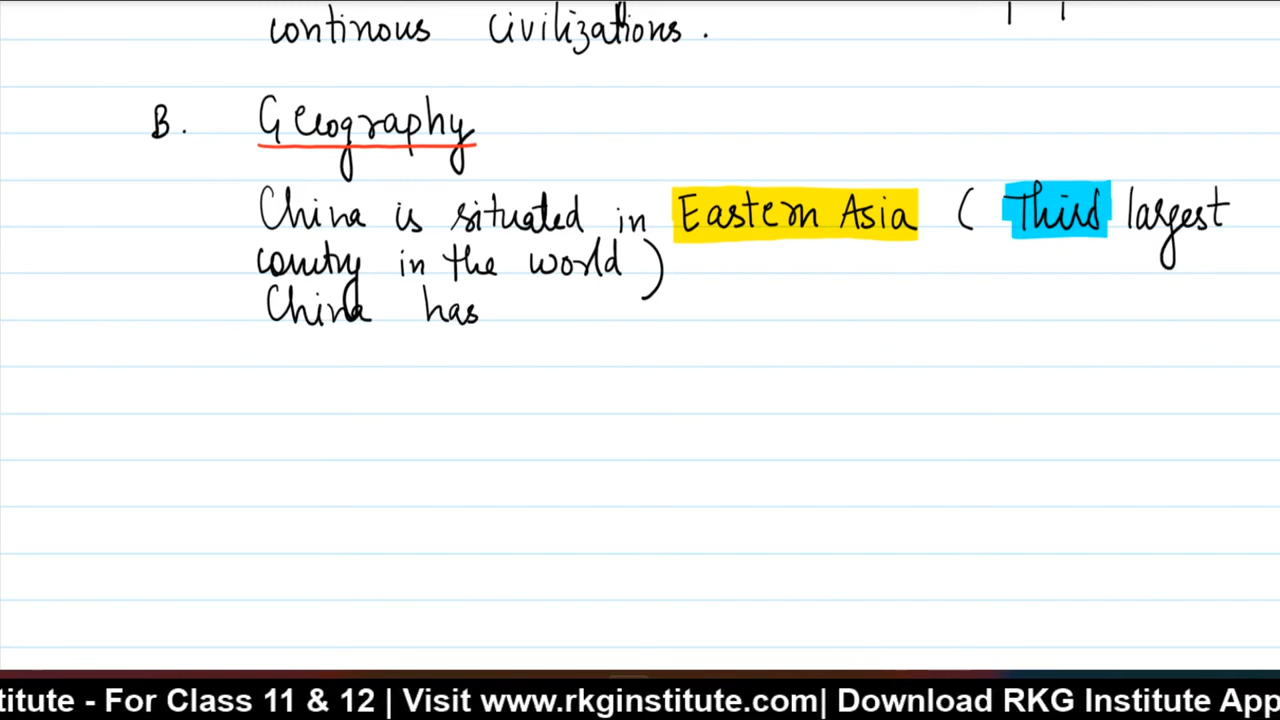 continous civilizations.
B. Geography
China is situated in Eastern Asia ( Third largest
country in the world )
China has
titute - For Class 11 & 12 | Visit www.rkginstitute.com| Download RKG Institute App